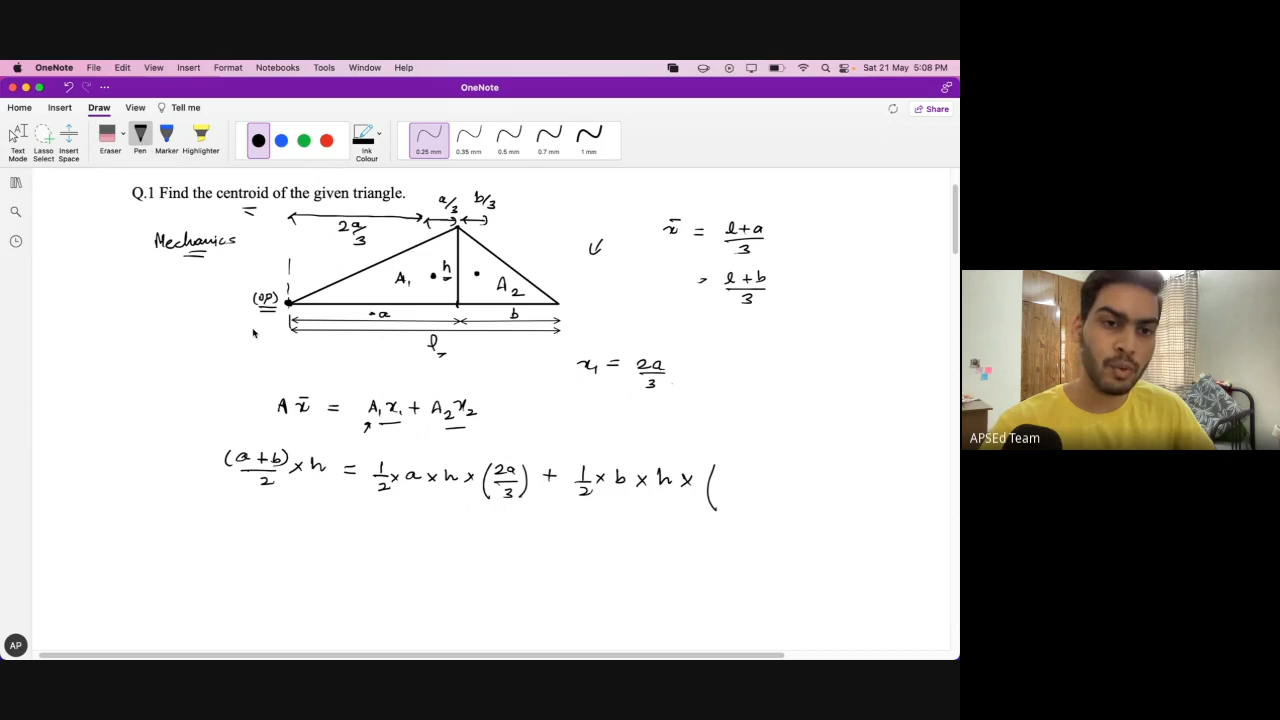 OneNote File Edit View Insert Format Notebooks Tools Window Help Sat 21 May 5:08 PM
OneNote
Home Insert Draw View Tell me Share
Text Mode Lasso Select Insert Space Eraser Pen Marker Highlighter Ink Colour 0.25 mm 0.35 mm 0.5 mm 0.7 mm 1 mm
Q.1 Find the centroid of the given triangle.
a/3 b/3
2a/3
Mechanics
x̄ = (l+a)/3
= (l+b)/3
A₁ h A₂
(OP)
a b
l
x₁ = 2a/3
A x̄ = A₁x₁ + A₂x₂
(a+b)/2 × h = 1/2 × a × h × (2a/3) + 1/2 × b × h × (
APSEd Team
AP